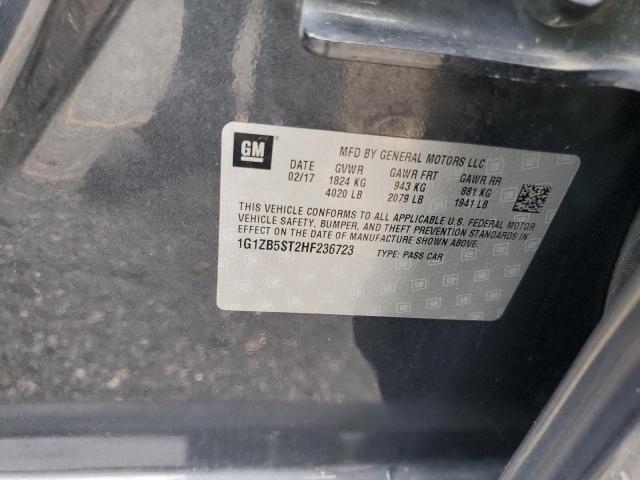 GM
MFD BY GENERAL MOTORS LLC
DATE GVWR GAWR FRT GAWR RR
02/17 1824 KG 943 KG 881 KG
4020 LB 2079 LB 1941 LB
THIS VEHICLE CONFORMS TO ALL APPLICABLE U.S. FEDERAL MOTOR
VEHICLE SAFETY, BUMPER, AND THEFT PREVENTION STANDARDS IN
EFFECT ON THE DATE OF MANUFACTURE SHOWN ABOVE.
1G1ZB5ST2HF236723 TYPE: PASS CAR